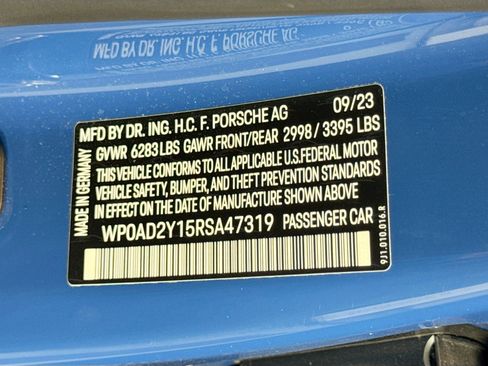 MFD BY DR. ING. H.C. F. PORSCHE AG 09/23
GVWR 6283 LBS GAWR FRONT/REAR 2998 / 3395 LBS
THIS VEHICLE CONFORMS TO ALL APPLICABLE U.S. FEDERAL MOTOR
VEHICLE SAFETY, BUMPER, AND THEFT PREVENTION STANDARDS
IN EFFECT ON THE DATE OF MANUFACTURE SHOWN ABOVE.
WP0AD2Y15RSA47319 PASSENGER CAR
MADE IN GERMANY
9J1.010.016.R